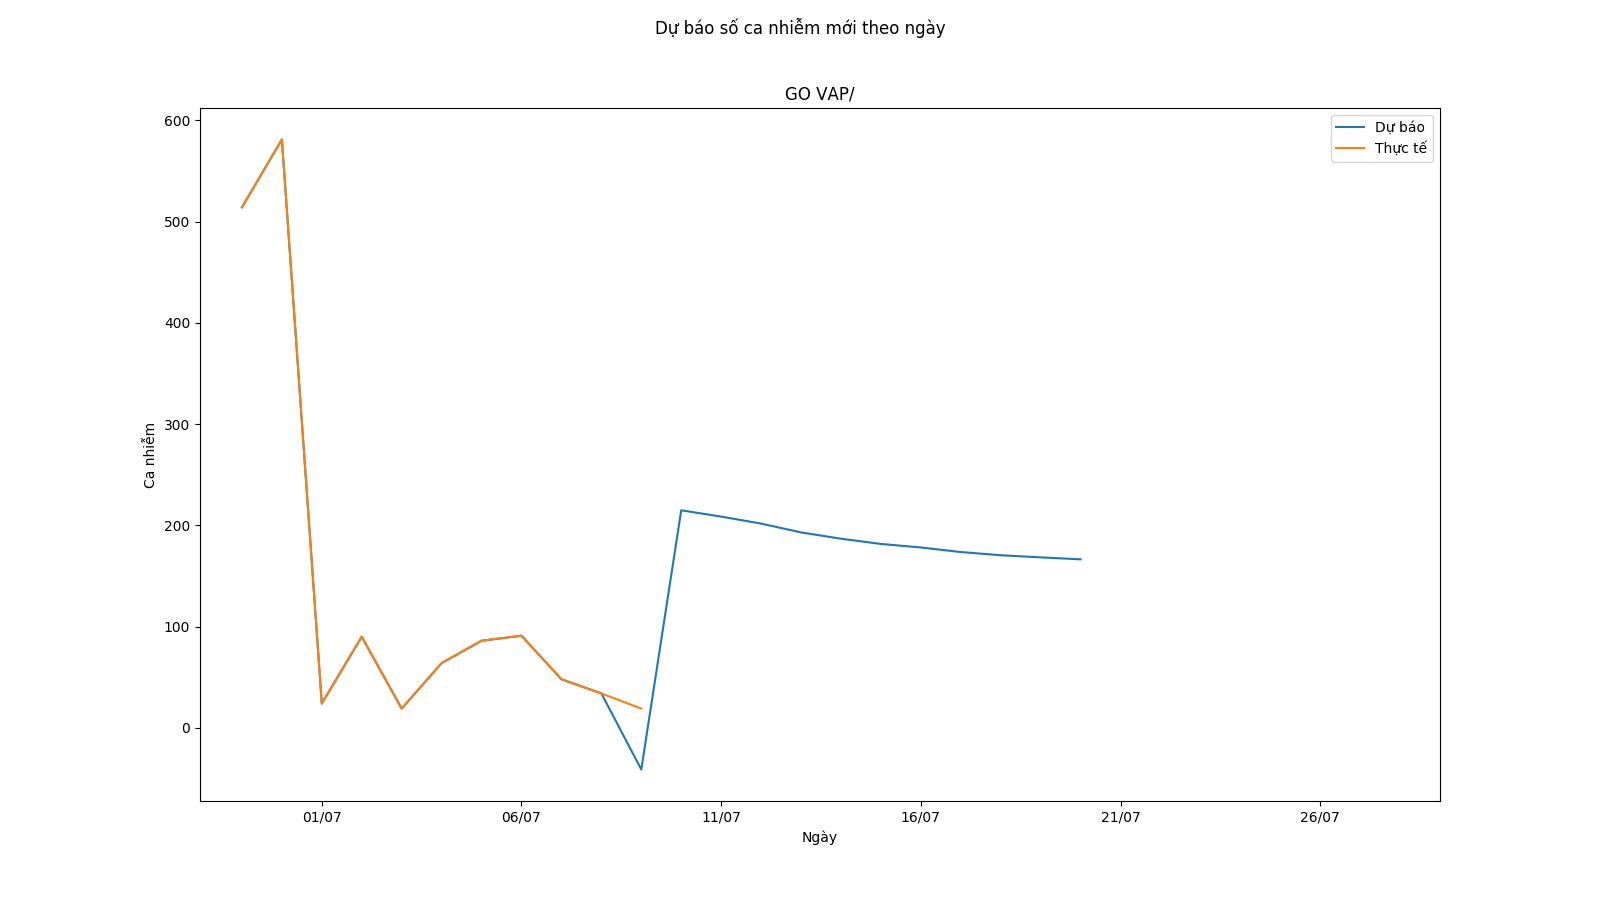 Dự báo số ca nhiễm mới theo ngày
GO VAP/
Dự báo
Thực tế
600
500
400
300
200
100
0
Ca nhiễm
01/07
06/07
11/07
16/07
21/07
26/07
Ngày